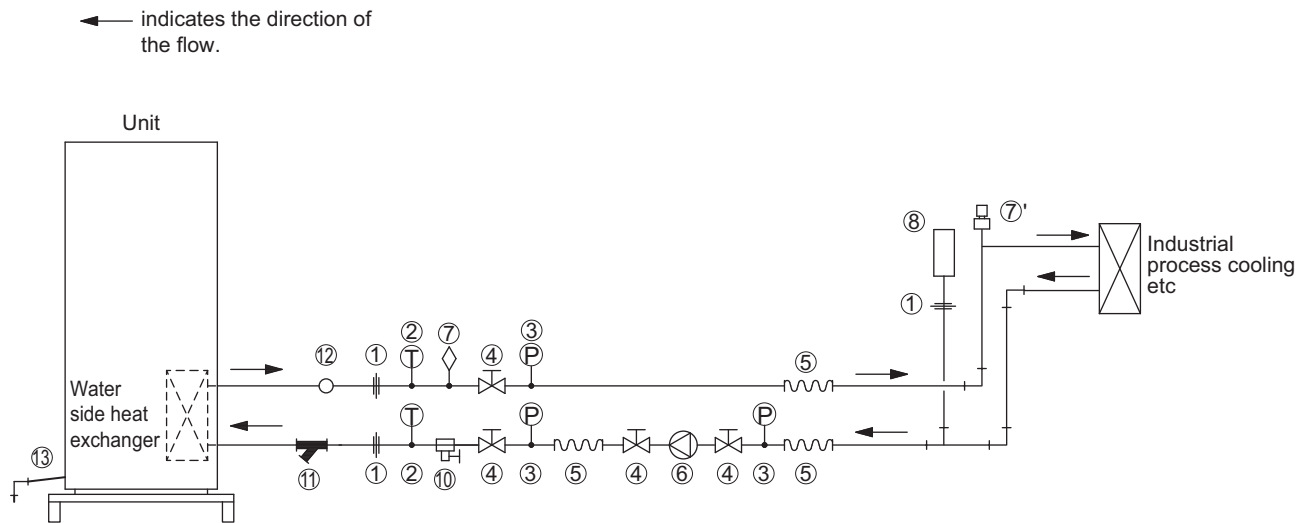 indicates the direction of
the flow.
Unit
⑧ ⑦'
Industrial
process cooling
etc
①
② ⑦ ③
⑫ ① T ④ P ⑤
Water
side heat
exchanger
T P P
⑬
⑪ ① ② ⑩ ④ ③ ⑤ ④ ⑥ ④ ③ ⑤